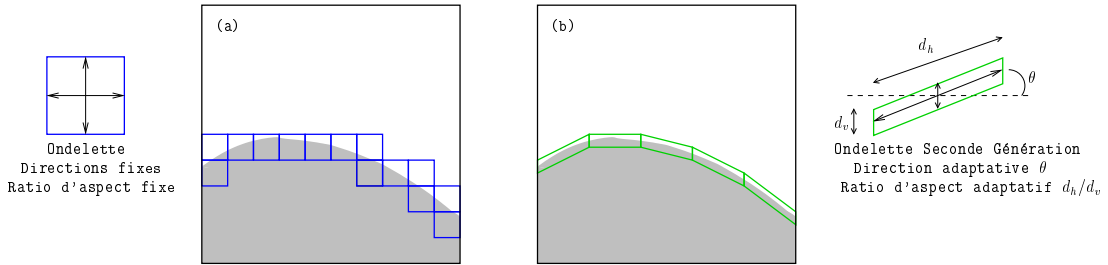 (a)
(b)
d_h
θ
d_v
Ondelette
Directions fixes
Ratio d'aspect fixe
Ondelette Seconde Génération
Direction adaptative θ
Ratio d'aspect adaptatif d_h/d_v